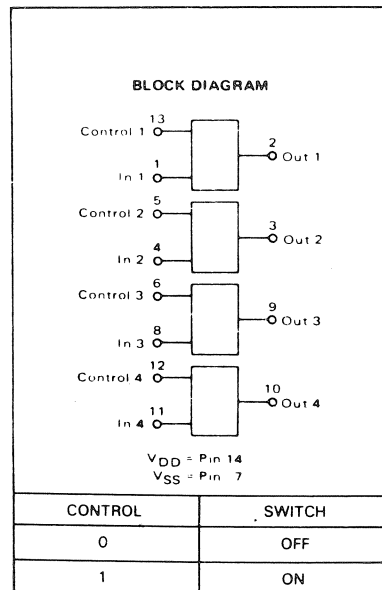 BLOCK DIAGRAM
13
Control 1
2
Out 1
1
In 1
5
Control 2
3
Out 2
4
In 2
6
Control 3
9
Out 3
8
In 3
12
Control 4
10
Out 4
11
In 4
VDD = Pin 14
VSS = Pin 7
CONTROL SWITCH
0 OFF
1 ON